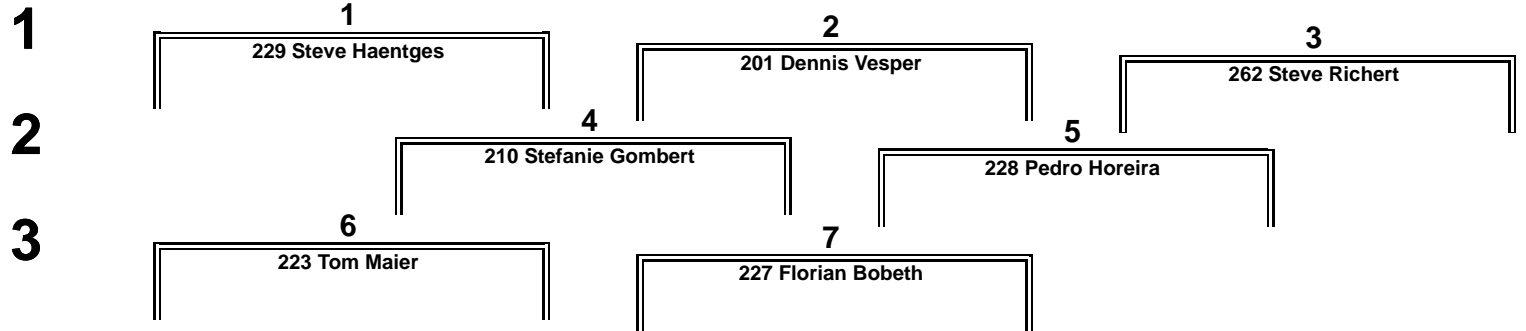 1
1
229 Steve Haentges
2
201 Dennis Vesper
3
262 Steve Richert
2
4
210 Stefanie Gombert
5
228 Pedro Horeira
3
6
223 Tom Maier
7
227 Florian Bobeth